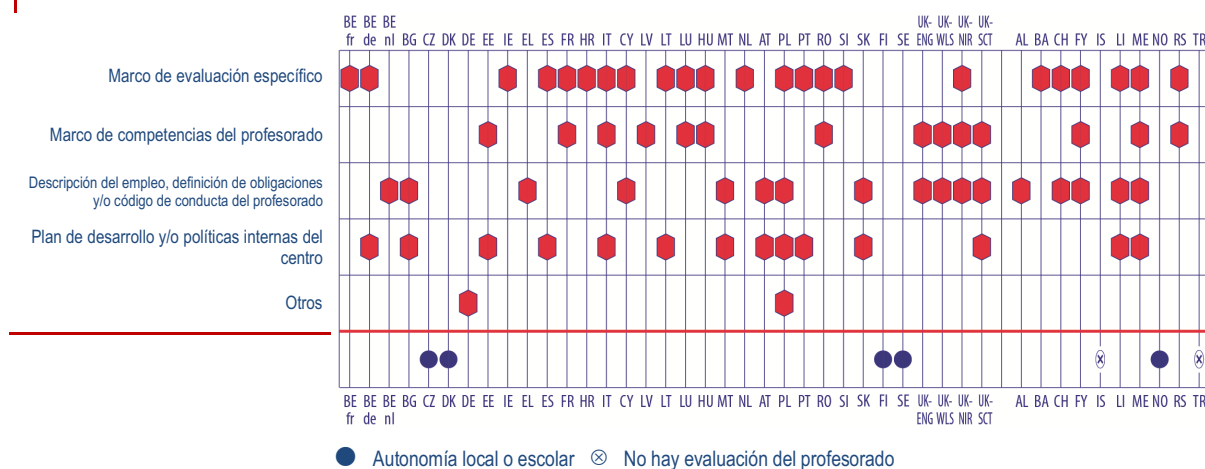 BE BE BE UK- UK- UK- UK-
fr de nl BG CZ DK DE EE IE EL ES FR HR IT CY LV LT LU HU MT NL AT PL PT RO SI SK FI SE ENG WLS NIR SCT AL BA CH FY IS LI ME NO RS TR
Marco de evaluación específico
Marco de competencias del profesorado
Descripción del empleo, definición de obligaciones
y/o código de conducta del profesorado
Plan de desarrollo y/o políticas internas del
centro
Otros
BE BE BE BG CZ DK DE EE IE EL ES FR HR IT CY LV LT LU HU MT NL AT PL PT RO SI SK FI SE UK- UK- UK- UK- AL BA CH FY IS LI ME NO RS TR
fr de nl ENG WLS NIR SCT
Autonomía local o escolar No hay evaluación del profesorado